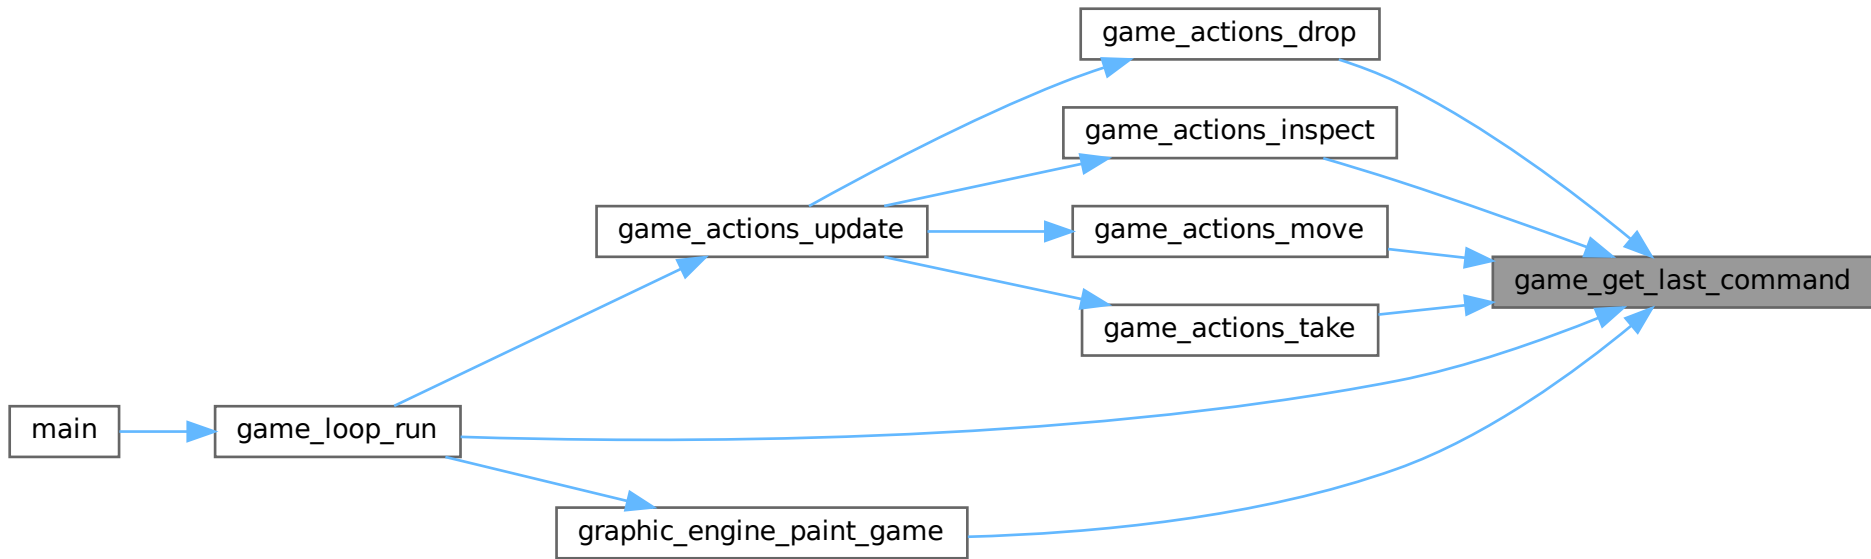 game_actions_drop
game_actions_inspect
game_actions_update
game_actions_move
game_get_last_command
game_actions_take
main
game_loop_run
graphic_engine_paint_game